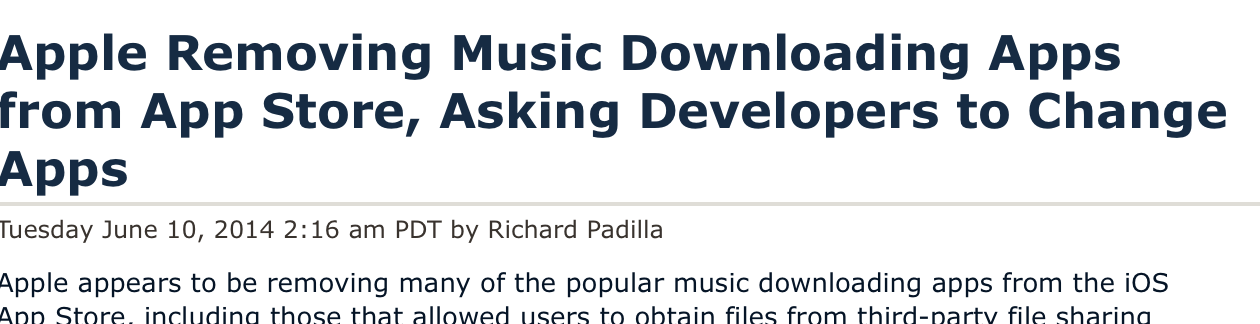 Apple Removing Music Downloading Apps
from App Store, Asking Developers to Change
Apps
Tuesday June 10, 2014 2:16 am PDT by Richard Padilla
Apple appears to be removing many of the popular music downloading apps from the iOS
App Store, including those that allowed users to obtain files from third-party file sharing